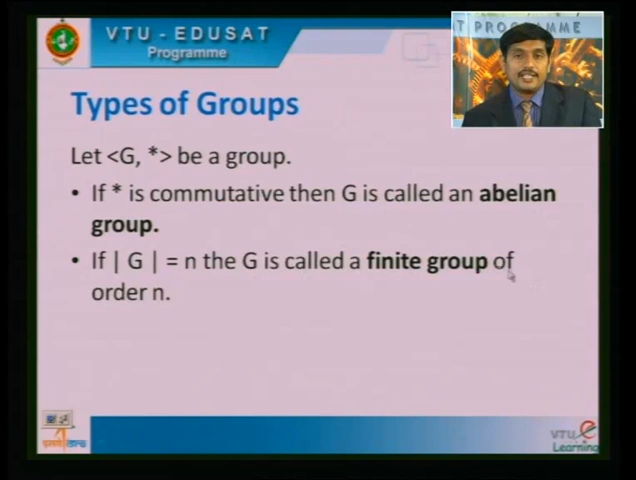 VTU - EDUSAT
Programme
T PROGRAMME
Types of Groups
Let <G, *> be a group.
• If * is commutative then G is called an abelian
group.
• If | G | = n the G is called a finite group of
order n.
VTU
Learning